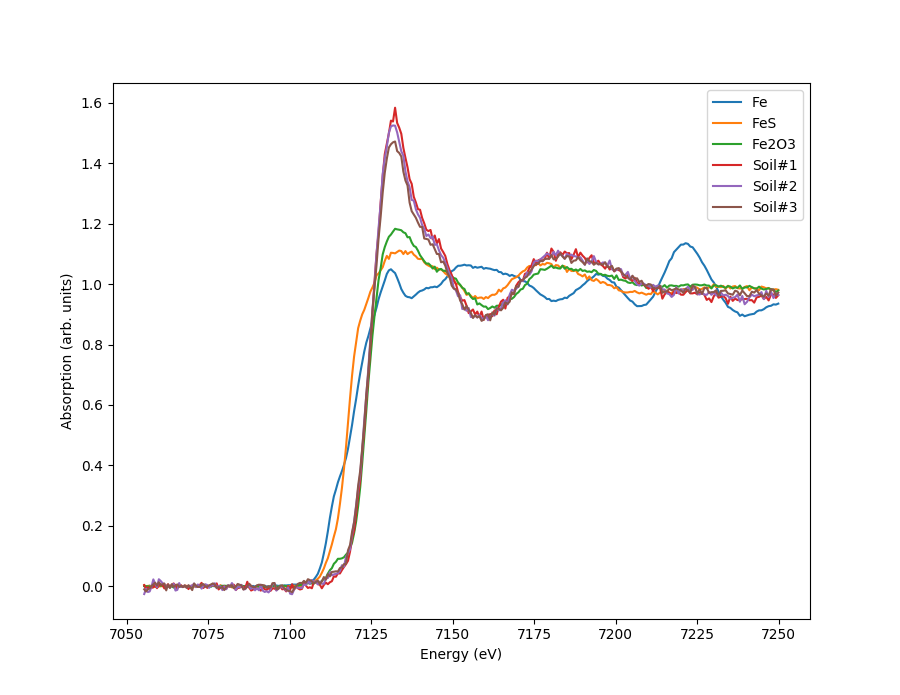 1.6
1.4
1.2
1.0
0.8
0.6
0.4
0.2
0.0
Absorption (arb. units)
7050 7075 7100 7125 7150 7175 7200 7225 7250
Energy (eV)
Fe
FeS
Fe2O3
Soil#1
Soil#2
Soil#3